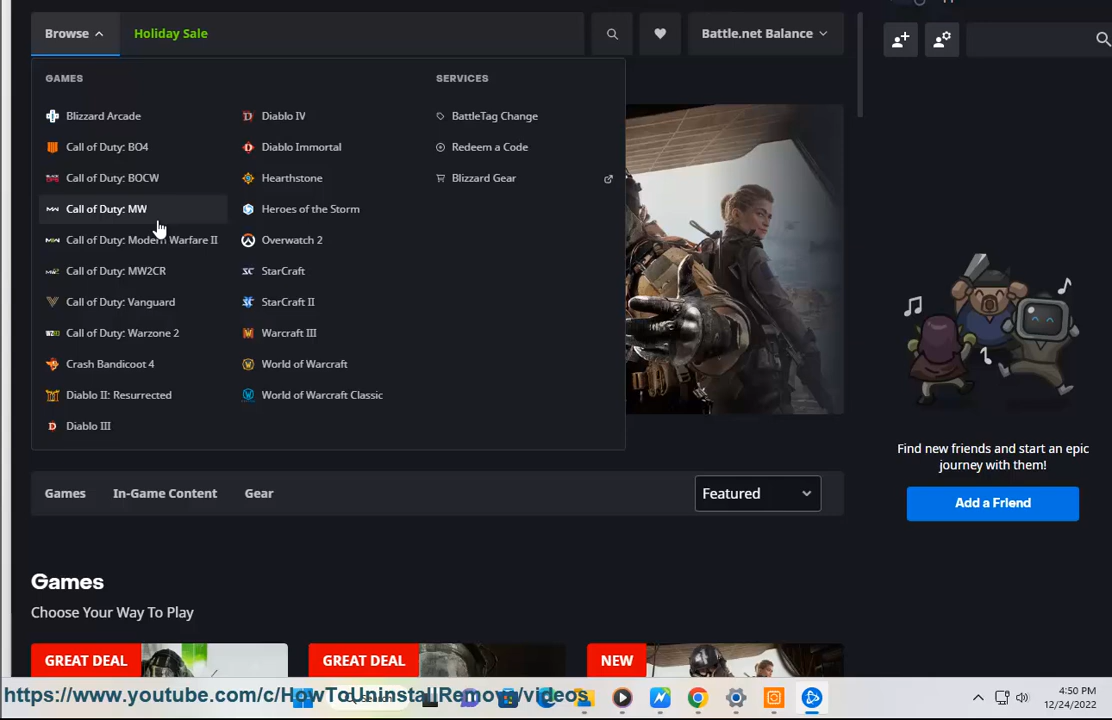 Browse
Holiday Sale
Battle.net Balance
GAMES
SERVICES
Blizzard Arcade
Diablo IV
BattleTag Change
Call of Duty: BO4
Diablo Immortal
Redeem a Code
Call of Duty: BOCW
Hearthstone
Blizzard Gear
Call of Duty: MW
Heroes of the Storm
Call of Duty: Modern Warfare II
Overwatch 2
Call of Duty: MW2CR
StarCraft
Call of Duty: Vanguard
StarCraft II
Call of Duty: Warzone 2
Warcraft III
Crash Bandicoot 4
World of Warcraft
Diablo II: Resurrected
World of Warcraft Classic
Diablo III
Find new friends and start an epic
journey with them!
Add a Friend
Games
In-Game Content
Gear
Featured
Games
Choose Your Way To Play
GREAT DEAL
GREAT DEAL
NEW
https://www.youtube.com/c/HowToUninstallRemove/videos
4:50 PM
12/24/2022